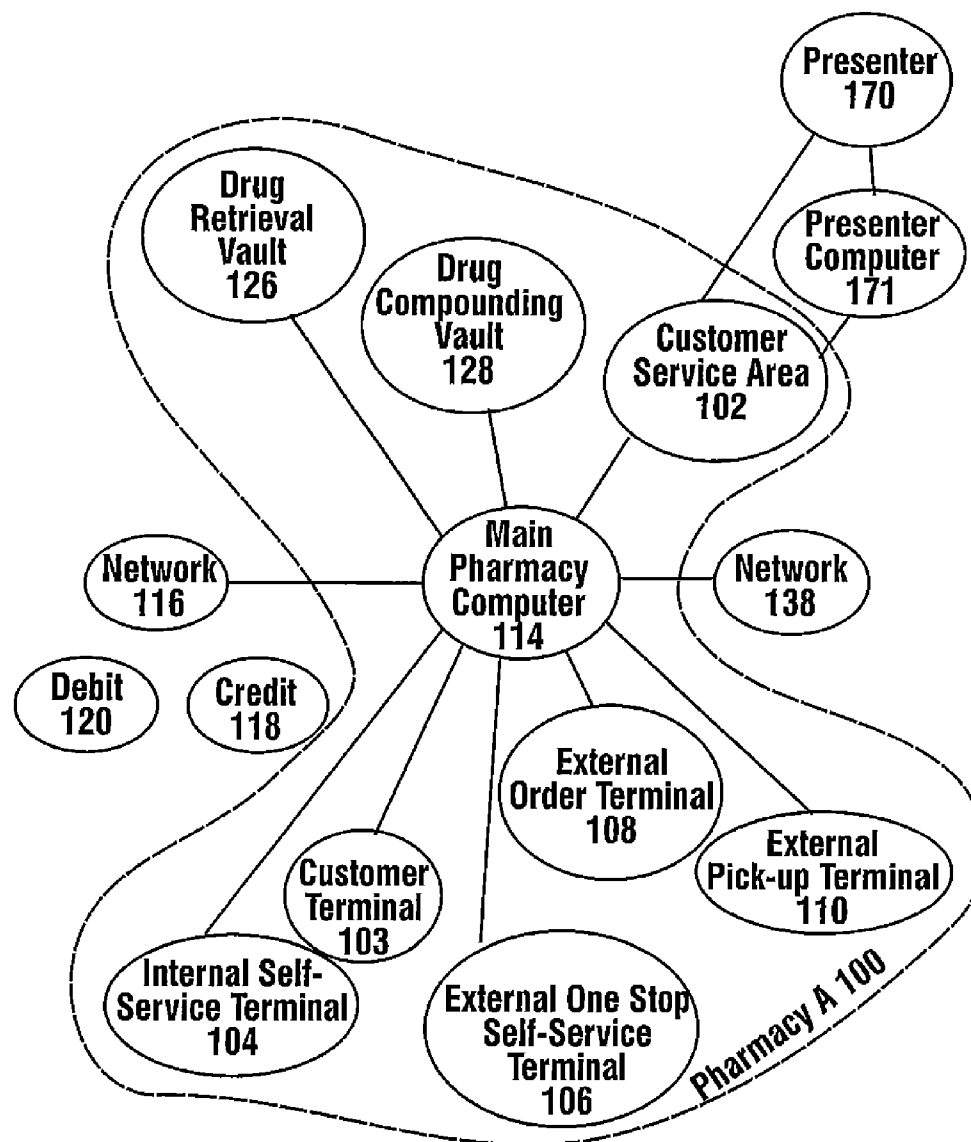 Presenter
170
Drug
Retrieval
Vault
126
Drug
Compounding
Vault
128
Presenter
Computer
171
Customer
Service Area
102
Main
Pharmacy
Computer
114
Network
116
Network
138
Debit
120
Credit
118
External
Order Terminal
108
External
Pick-up Terminal
110
Customer
Terminal
103
Internal Self-
Service Terminal
104
External One Stop
Self-Service
Terminal
106
Pharmacy A 100